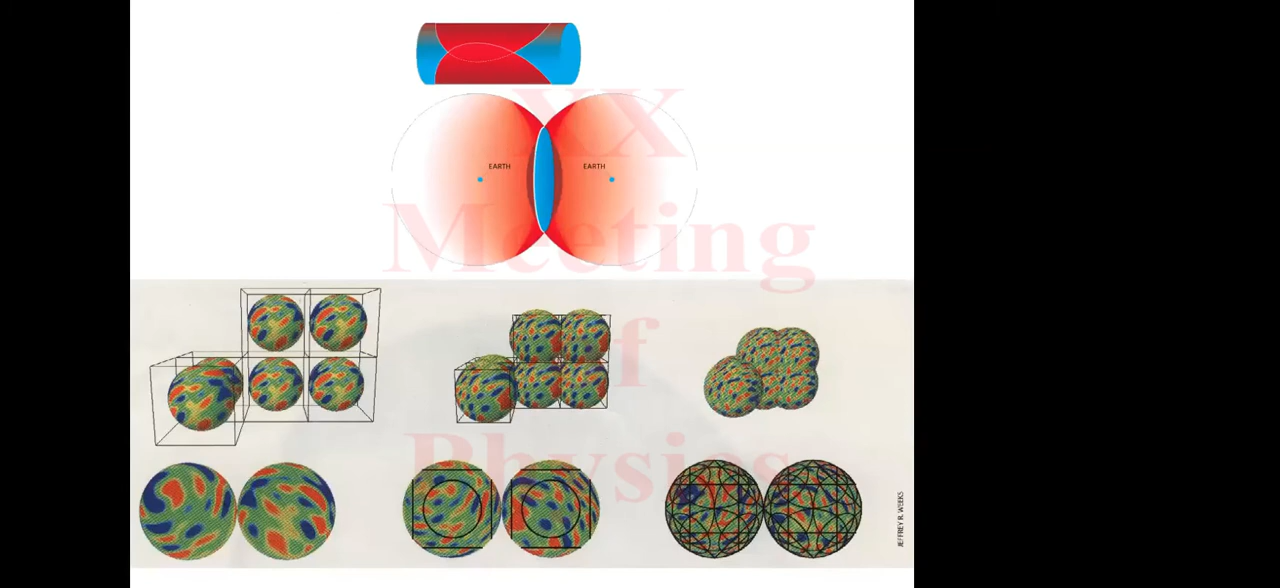 EARTH EARTH
XX
Meeting
of
Physics
JEFFREY R. WEEKS